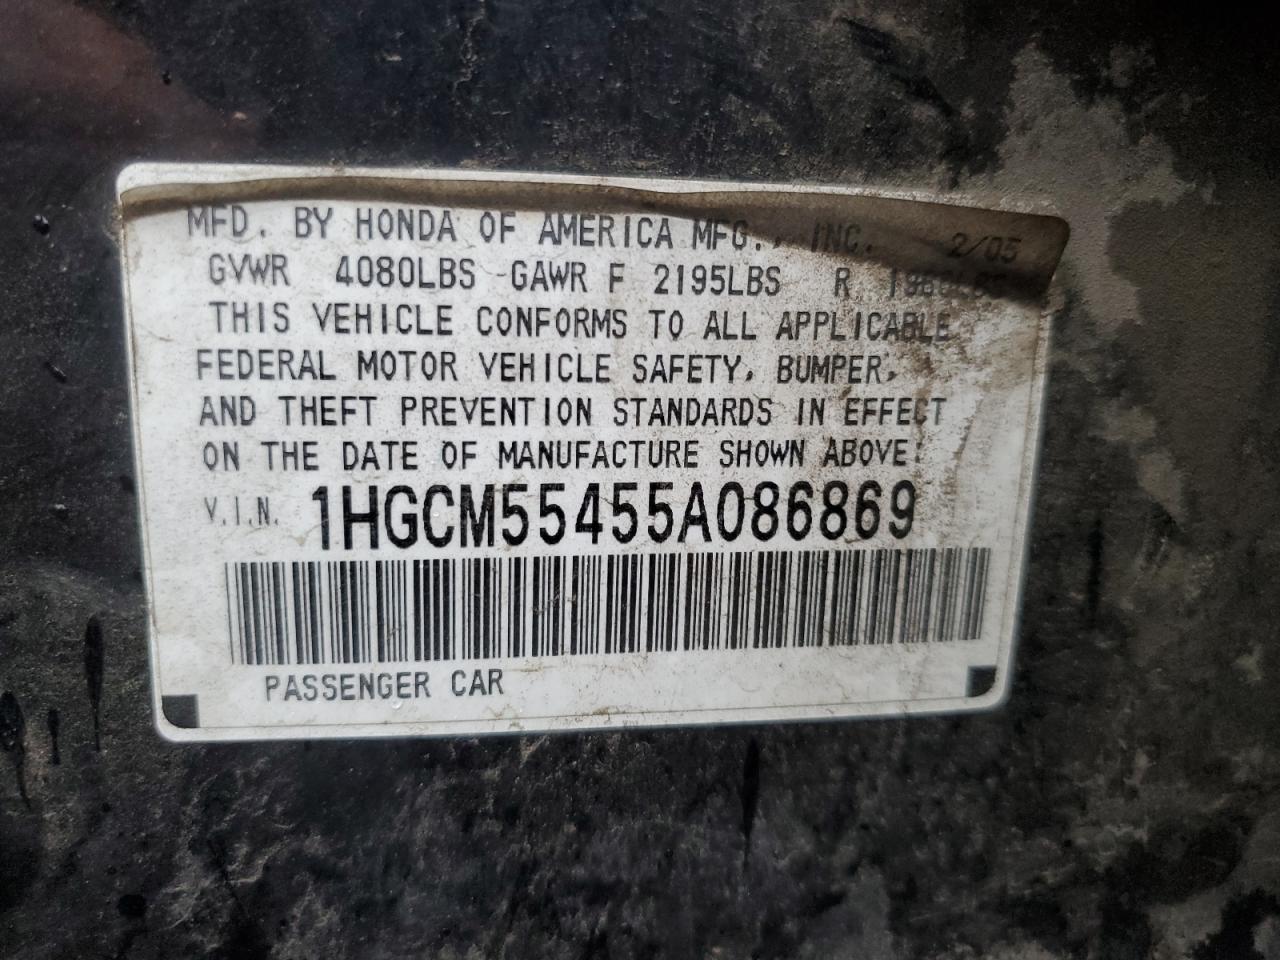 MFD. BY HONDA OF AMERICA MFG., INC. 2/05
GVWR 4080LBS GAWR F 2195LBS R
THIS VEHICLE CONFORMS TO ALL APPLICABLE
FEDERAL MOTOR VEHICLE SAFETY, BUMPER,
AND THEFT PREVENTION STANDARDS IN EFFECT
ON THE DATE OF MANUFACTURE SHOWN ABOVE.
V.I.N. 1HGCM55455A086869
PASSENGER CAR